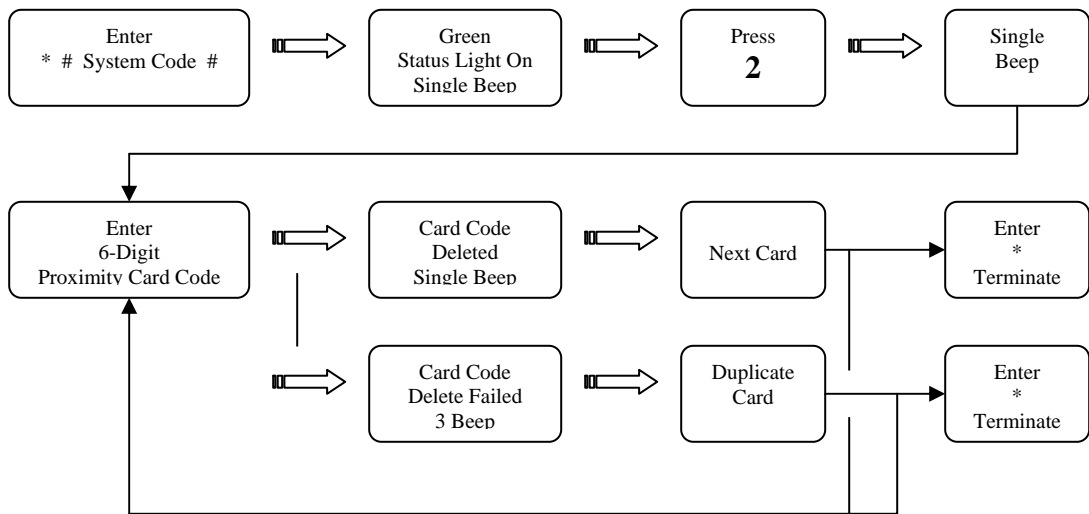 Enter
* # System Code #
Green
Status Light On
Single Beep
Press
2
Single
Beep
Enter
6-Digit
Proximity Card Code
Card Code
Deleted
Single Beep
Next Card
Enter
*
Terminate
Card Code
Delete Failed
3 Beep
Duplicate
Card
Enter
*
Terminate